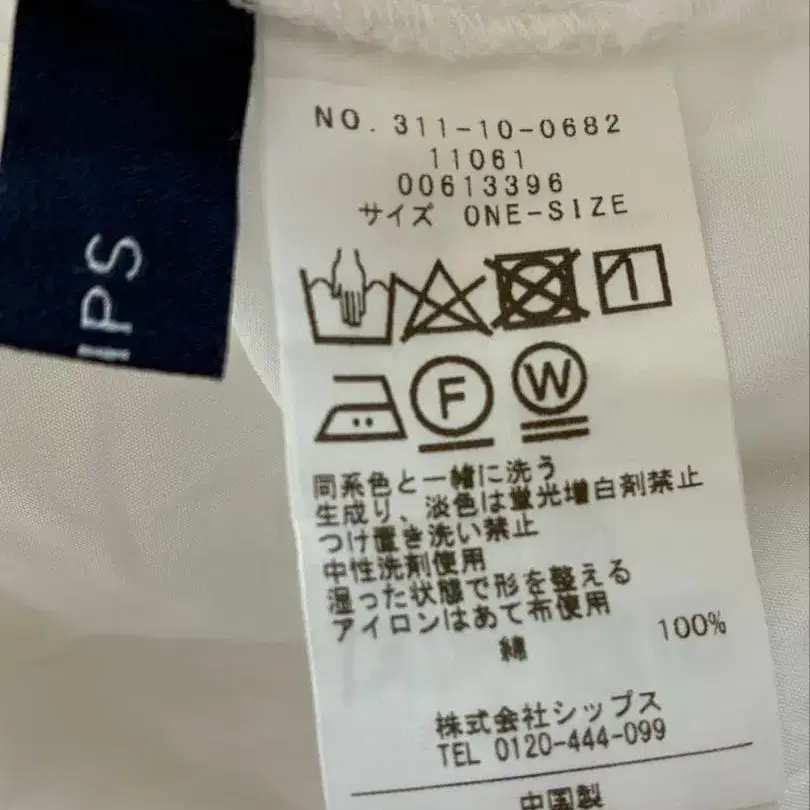 NO. 311-10-0682
11061
00613396
サイズ ONE-SIZE
F
W
同系色と一緒に洗う
生成り、淡色は蛍光増白剤禁止
つけ置き洗い禁止
中性洗剤使用
湿った状態で形を整える
アイロンはあて布使用
綿 100%
株式会社シップス
TEL 0120-444-099
中国製
IPS